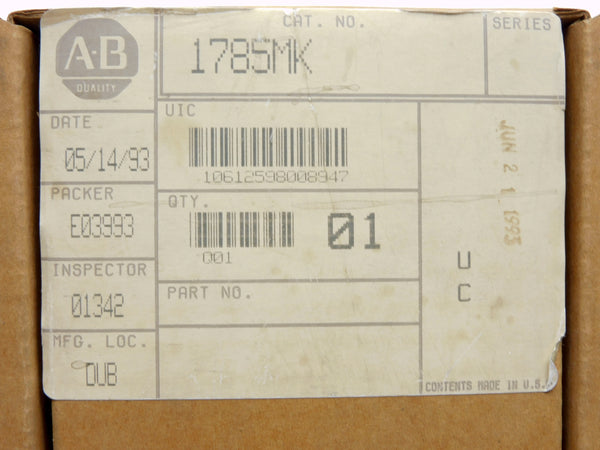 A-B
QUALITY
CAT. NO.
1785MK
SERIES
DATE
05/14/93
UIC
10612598008947
JUN 21 1993
PACKER
E03993
QTY.
01
Q01
U
C
INSPECTOR
01342
PART NO.
MFG. LOC.
DUB
CONTENTS MADE IN U.S.